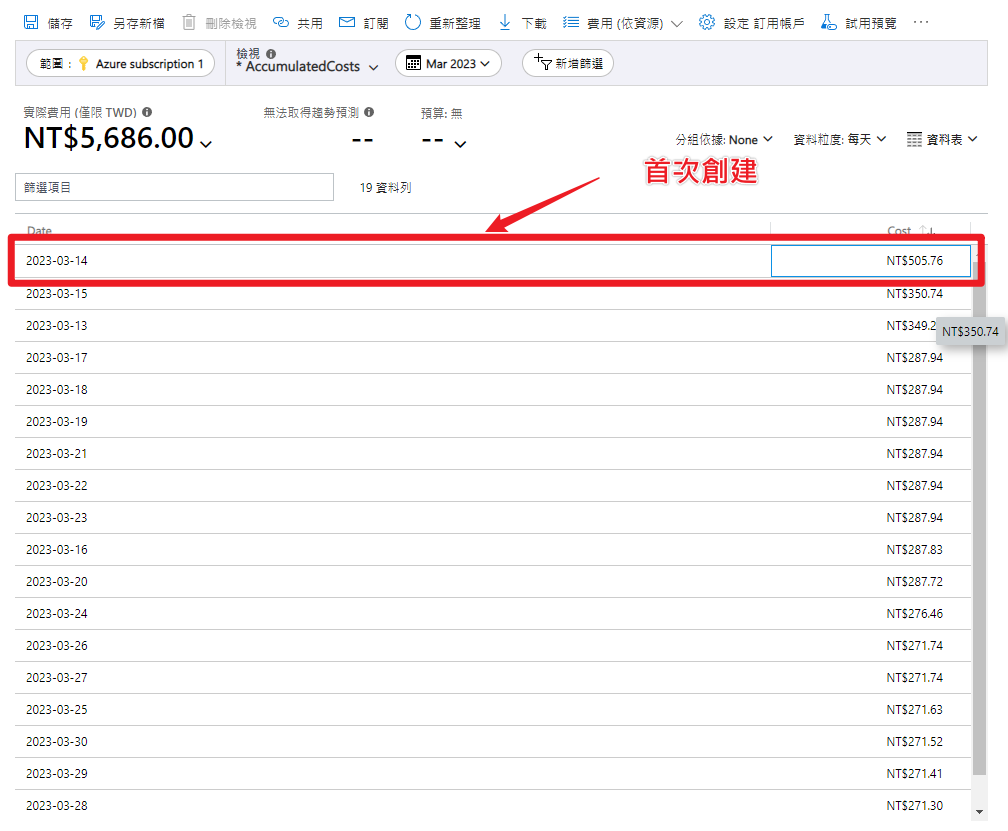 儲存 另存新檔 刪除檢視 共用 訂閱 重新整理 下載 費用 (依資源) 設定 訂用帳戶 試用預覽 ...
範圍 : Azure subscription 1
檢視
* AccumulatedCosts
Mar 2023
新增篩選
實際費用 (僅限 TWD) 無法取得趨勢預測 預算: 無
NT$5,686.00 -- --
分組依據: None 資料粒度: 每天 資料表
首次創建
篩選項目 19 資料列
Date Cost
2023-03-14 NT$505.76
2023-03-15 NT$350.74
2023-03-13 NT$349.2
NT$350.74
2023-03-17 NT$287.94
2023-03-18 NT$287.94
2023-03-19 NT$287.94
2023-03-21 NT$287.94
2023-03-22 NT$287.94
2023-03-23 NT$287.94
2023-03-16 NT$287.83
2023-03-20 NT$287.72
2023-03-24 NT$276.46
2023-03-26 NT$271.74
2023-03-27 NT$271.74
2023-03-25 NT$271.63
2023-03-30 NT$271.52
2023-03-29 NT$271.41
2023-03-28 NT$271.30